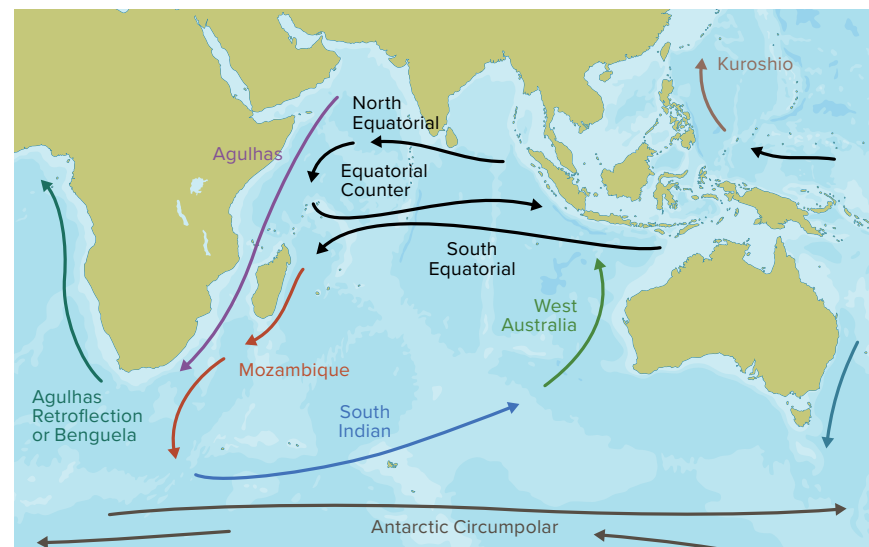 Kuroshio
North
Equatorial
Agulhas
Equatorial
Counter
South
Equatorial
West
Australia
Mozambique
Agulhas
Retroflection
or Benguela
South
Indian
Antarctic Circumpolar